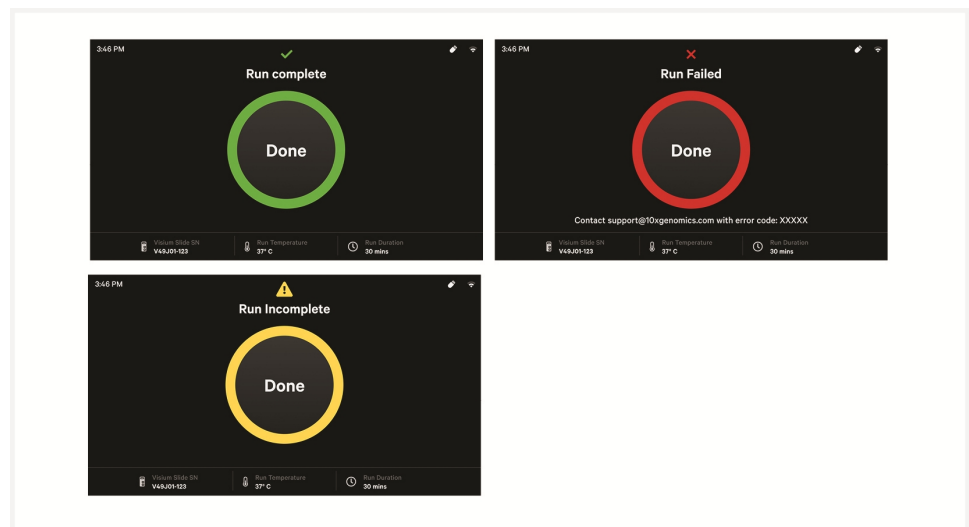 3:46 PM
Run complete
Done
Visium Slide SN
V49J01-123
Run Temperature
37° C
Run Duration
30 mins
3:46 PM
Run Failed
Done
Contact support@10xgenomics.com with error code: XXXXX
Visium Slide SN
V49J01-123
Run Temperature
37° C
Run Duration
30 mins
3:46 PM
Run Incomplete
Done
Visium Slide SN
V49J01-123
Run Temperature
37° C
Run Duration
30 mins